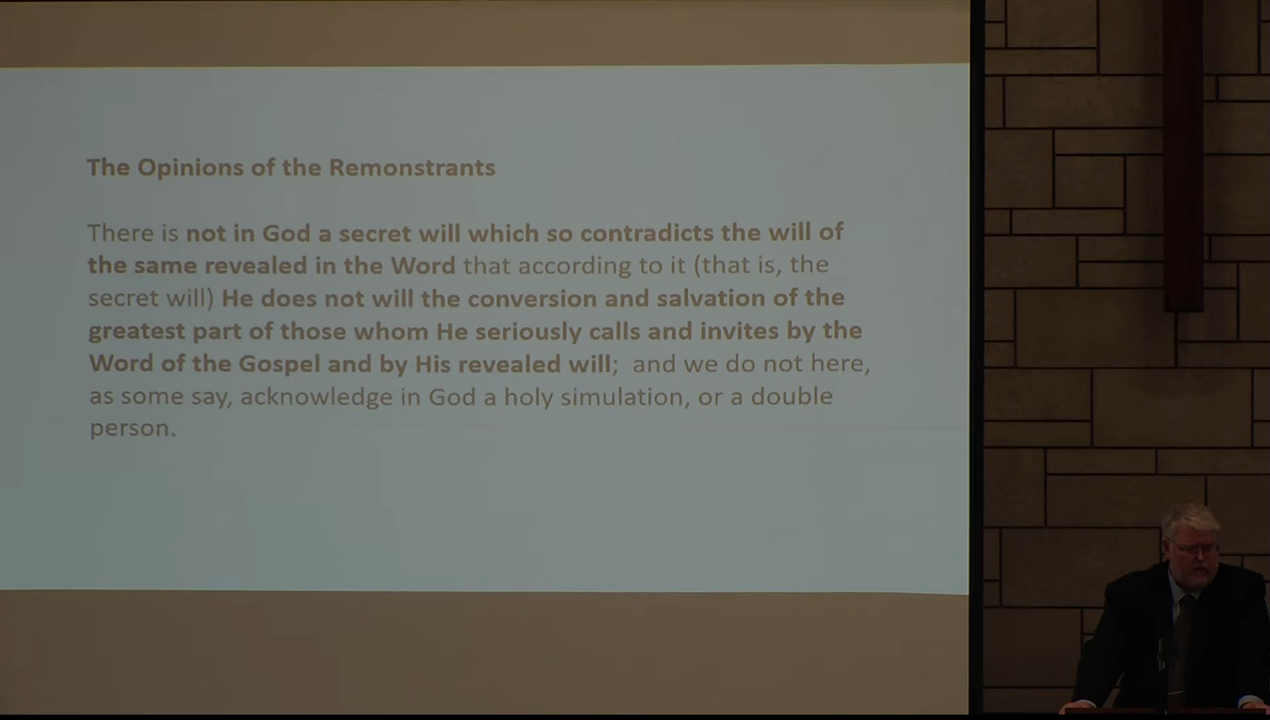 The Opinions of the Remonstrants
There is not in God a secret will which so contradicts the will of
the same revealed in the Word that according to it (that is, the
secret will) He does not will the conversion and salvation of the
greatest part of those whom He seriously calls and invites by the
Word of the Gospel and by His revealed will; and we do not here,
as some say, acknowledge in God a holy simulation, or a double
person.